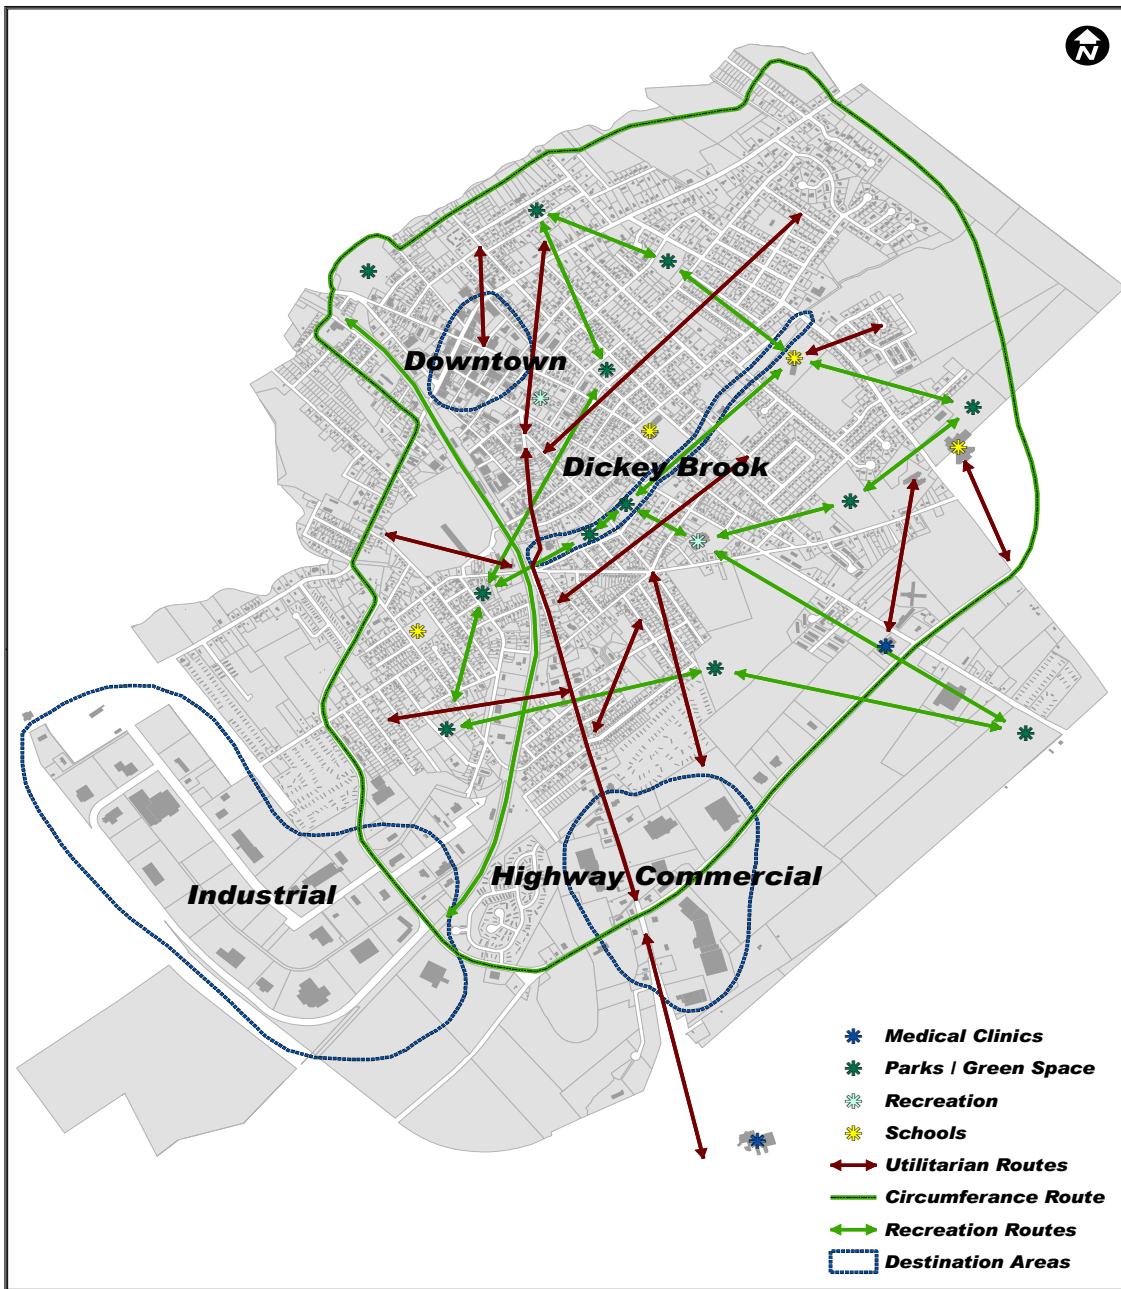 N
Downtown
Dickey Brook
Highway Commercial
Industrial
Medical Clinics
Parks / Green Space
Recreation
Schools
Utilitarian Routes
Circumferance Route
Recreation Routes
Destination Areas